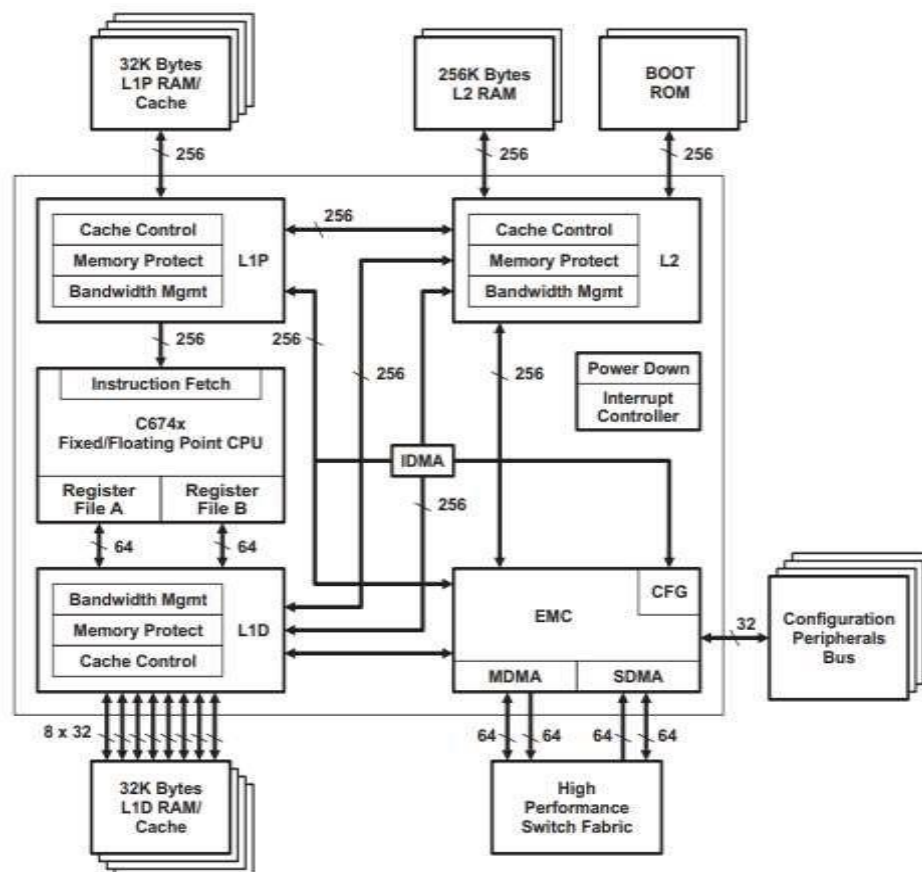 32K Bytes
L1P RAM/
Cache
256K Bytes
L2 RAM
BOOT
ROM
256
256
256
Cache Control
Memory Protect
Bandwidth Mgmt
L1P
256
Cache Control
Memory Protect
Bandwidth Mgmt
L2
256
256
256
256
Power Down
Interrupt
Controller
Instruction Fetch
C674x
Fixed/Floating Point CPU
Register
File A
Register
File B
IDMA
256
64
64
Bandwidth Mgmt
Memory Protect
Cache Control
L1D
EMC
CFG
MDMA
SDMA
32
Configuration
Peripherals
Bus
8 x 32
64
64
64
64
32K Bytes
L1D RAM/
Cache
High
Performance
Switch Fabric